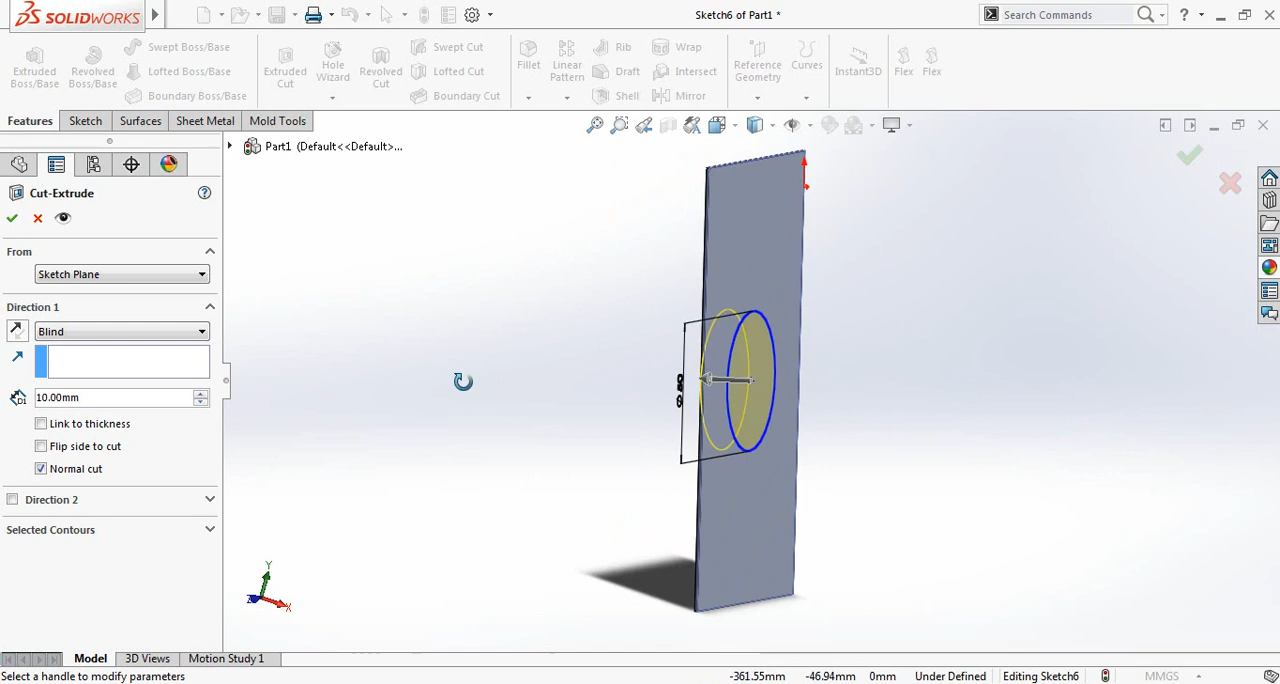 SOLIDWORKS
Sketch6 of Part1 *
Search Commands
?
Extruded Boss/Base
Revolved Boss/Base
Swept Boss/Base
Lofted Boss/Base
Boundary Boss/Base
Extruded Cut
Hole Wizard
Revolved Cut
Swept Cut
Lofted Cut
Boundary Cut
Fillet
Linear Pattern
Rib
Draft
Shell
Wrap
Intersect
Mirror
Reference Geometry
Curves
Instant3D
Flex
Flex
Features
Sketch
Surfaces
Sheet Metal
Mold Tools
Part1 (Default<<Default>...
Cut-Extrude
From
Sketch Plane
Direction 1
Blind
D1
10.00mm
Link to thickness
Flip side to cut
Normal cut
Direction 2
Selected Contours
Y
Z
X
Model
3D Views
Motion Study 1
Select a handle to modify parameters
-361.55mm
-46.94mm
0mm
Under Defined
Editing Sketch6
MMGS